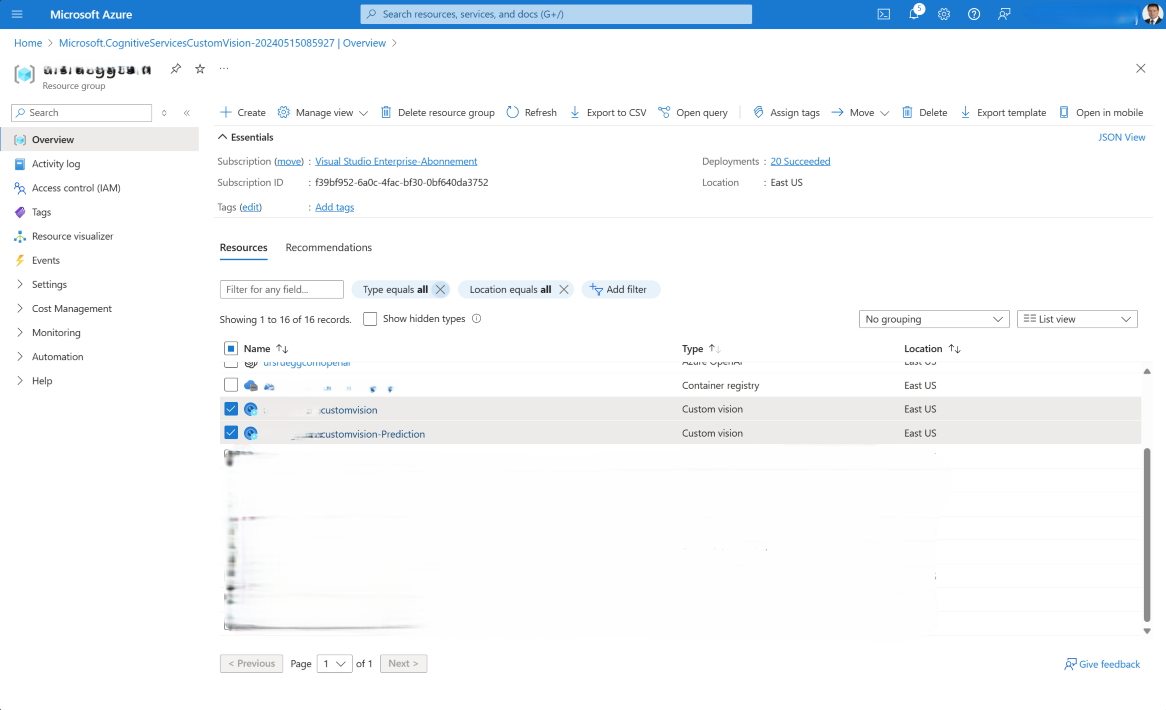 Microsoft Azure
Search resources, services, and docs (G+/)
5
Home > Microsoft.CognitiveServicesCustomVision-20240515085927 | Overview >
Resource group
Search
Overview
Activity log
Access control (IAM)
Tags
Resource visualizer
Events
Settings
Cost Management
Monitoring
Automation
Help
Create Manage view Delete resource group Refresh Export to CSV Open query Assign tags Move Delete Export template Open in mobile
Essentials JSON View
Subscription (move) : Visual Studio Enterprise-Abonnement Deployments : 20 Succeeded
Subscription ID : f39bf952-6a0c-4fac-bf30-0bf640da3752 Location : East US
Tags (edit) : Add tags
Resources Recommendations
Filter for any field... Type equals all Location equals all Add filter
Showing 1 to 16 of 16 records. Show hidden types No grouping List view
Name Type Location
Azure OpenAI East US
Container registry East US
customvision Custom vision East US
customvision-Prediction Custom vision East US
< Previous Page 1 of 1 Next > Give feedback